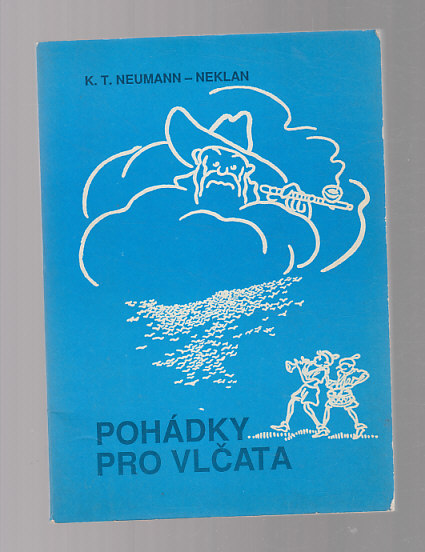 K. T. NEUMANN – NEKLAN
POHÁDKY
PRO VLČATA